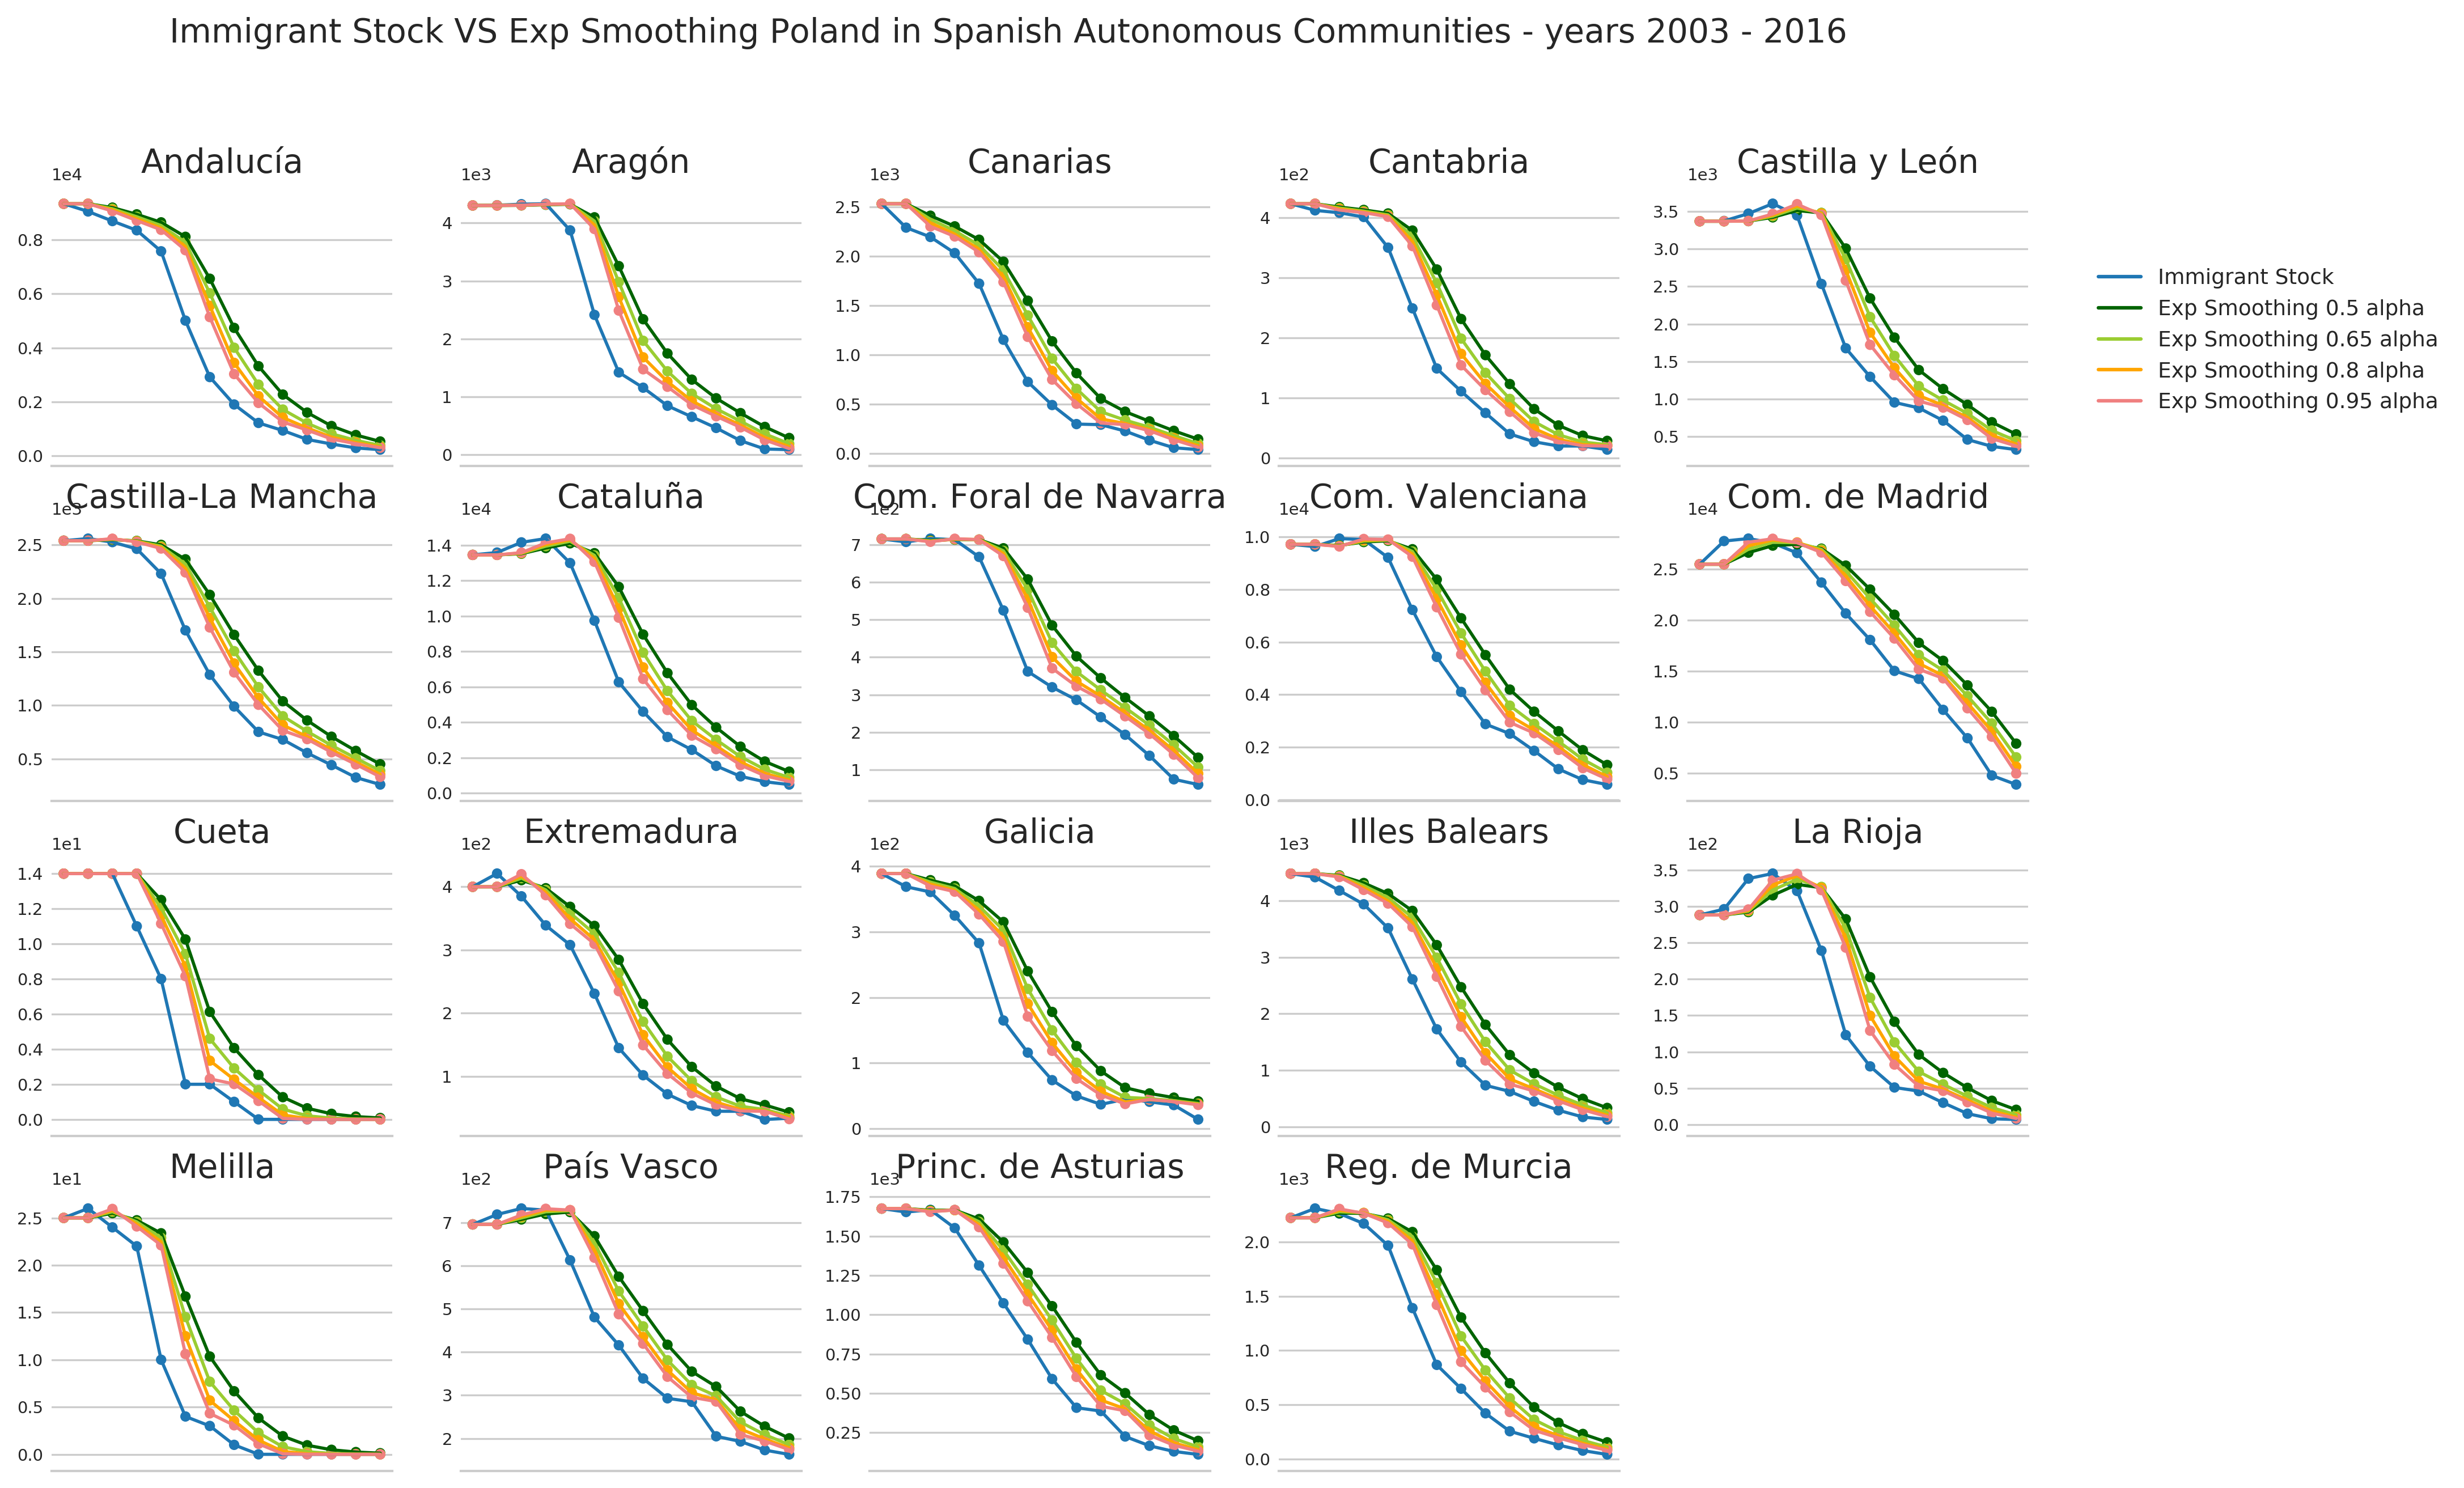 Immigrant Stock VS Exp Smoothing Poland in Spanish Autonomous Communities - years 2003 - 2016
Andalucía
1e4
0.8
0.6
0.4
0.2
0.0
Aragón
1e3
4
3
2
1
0
Canarias
1e3
2.5
2.0
1.5
1.0
0.5
0.0
Cantabria
1e2
4
3
2
1
0
Castilla y León
1e3
3.5
3.0
2.5
2.0
1.5
1.0
0.5
Immigrant Stock
Exp Smoothing 0.5 alpha
Exp Smoothing 0.65 alpha
Exp Smoothing 0.8 alpha
Exp Smoothing 0.95 alpha
Castilla-La Mancha
1e3
2.5
2.0
1.5
1.0
0.5
Cataluña
1e4
1.4
1.2
1.0
0.8
0.6
0.4
0.2
0.0
Com. Foral de Navarra
1e2
7
6
5
4
3
2
1
Com. Valenciana
1e4
1.0
0.8
0.6
0.4
0.2
0.0
Com. de Madrid
1e4
2.5
2.0
1.5
1.0
0.5
Cueta
1e1
1.4
1.2
1.0
0.8
0.6
0.4
0.2
0.0
Extremadura
1e2
4
3
2
1
Galicia
1e2
4
3
2
1
0
Illes Balears
1e3
4
3
2
1
0
La Rioja
1e2
3.5
3.0
2.5
2.0
1.5
1.0
0.5
0.0
Melilla
1e1
2.5
2.0
1.5
1.0
0.5
0.0
País Vasco
1e2
7
6
5
4
3
2
Princ. de Asturias
1e3
1.75
1.50
1.25
1.00
0.75
0.50
0.25
Reg. de Murcia
1e3
2.0
1.5
1.0
0.5
0.0